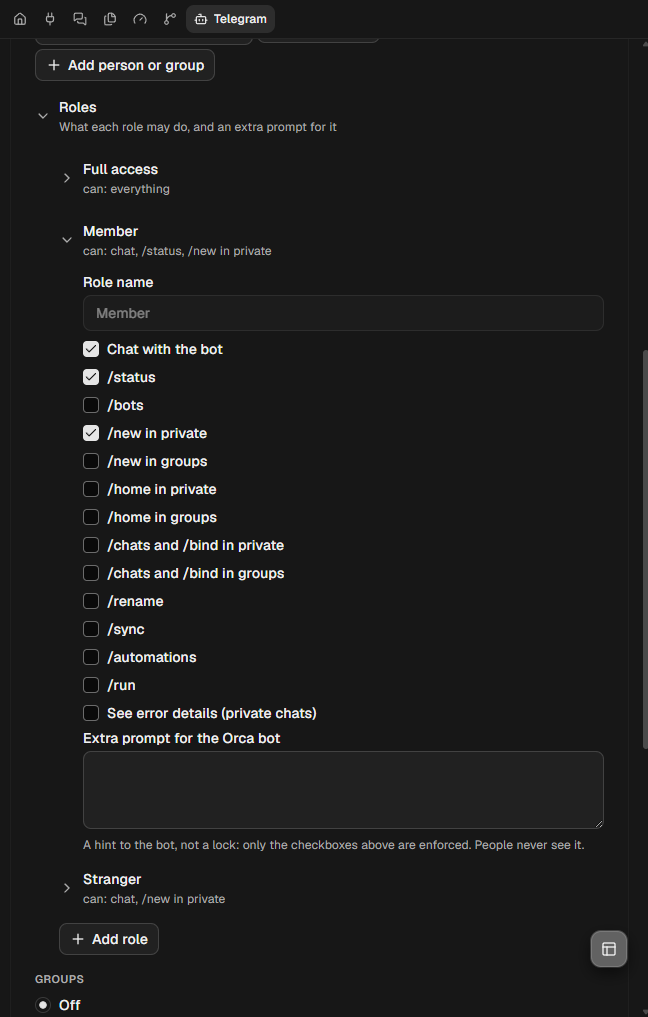 Telegram
+ Add person or group
Roles
What each role may do, and an extra prompt for it
Full access
can: everything
Member
can: chat, /status, /new in private
Role name
Member
Chat with the bot
/status
/bots
/new in private
/new in groups
/home in private
/home in groups
/chats and /bind in private
/chats and /bind in groups
/rename
/sync
/automations
/run
See error details (private chats)
Extra prompt for the Orca bot
A hint to the bot, not a lock: only the checkboxes above are enforced. People never see it.
Stranger
can: chat, /new in private
+ Add role
GROUPS
Off